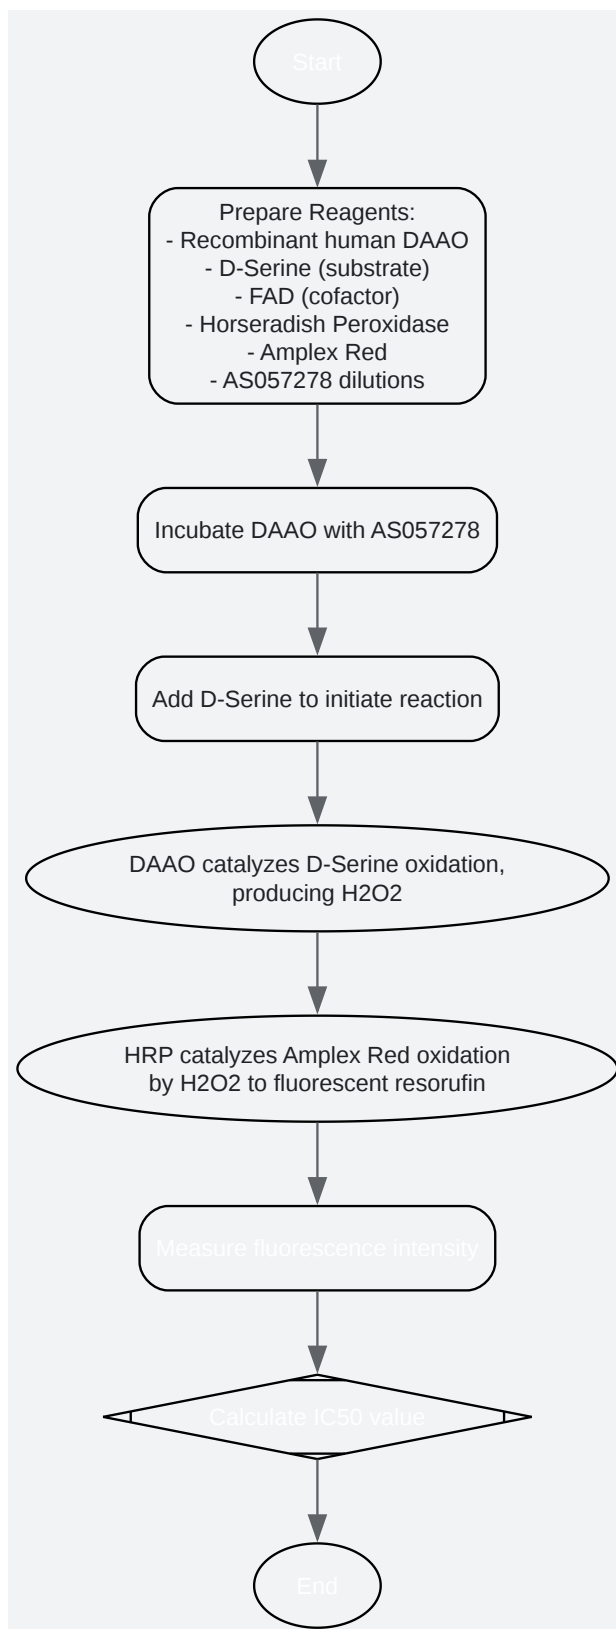 Start
Prepare Reagents:
- Recombinant human DAAO
- D-Serine (substrate)
- FAD (cofactor)
- Horseradish Peroxidase
- Amplex Red
- AS057278 dilutions
Incubate DAAO with AS057278
Add D-Serine to initiate reaction
DAAO catalyzes D-Serine oxidation,
producing H2O2
HRP catalyzes Amplex Red oxidation
by H2O2 to fluorescent resorufin
Measure fluorescence intensity
Calculate IC50 value
End